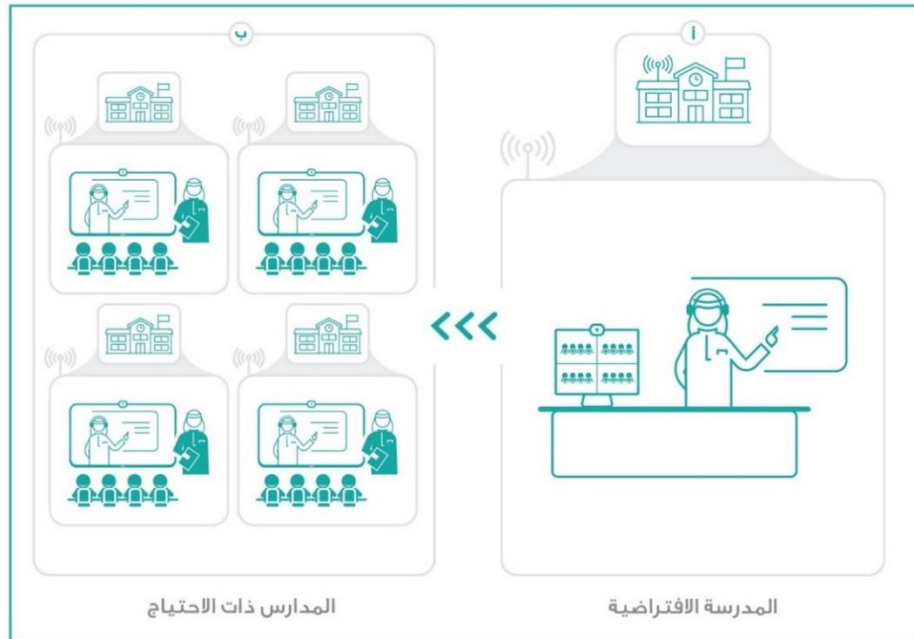 أ
ب
المدرسة الافتراضية
المدارس ذات الاحتياج